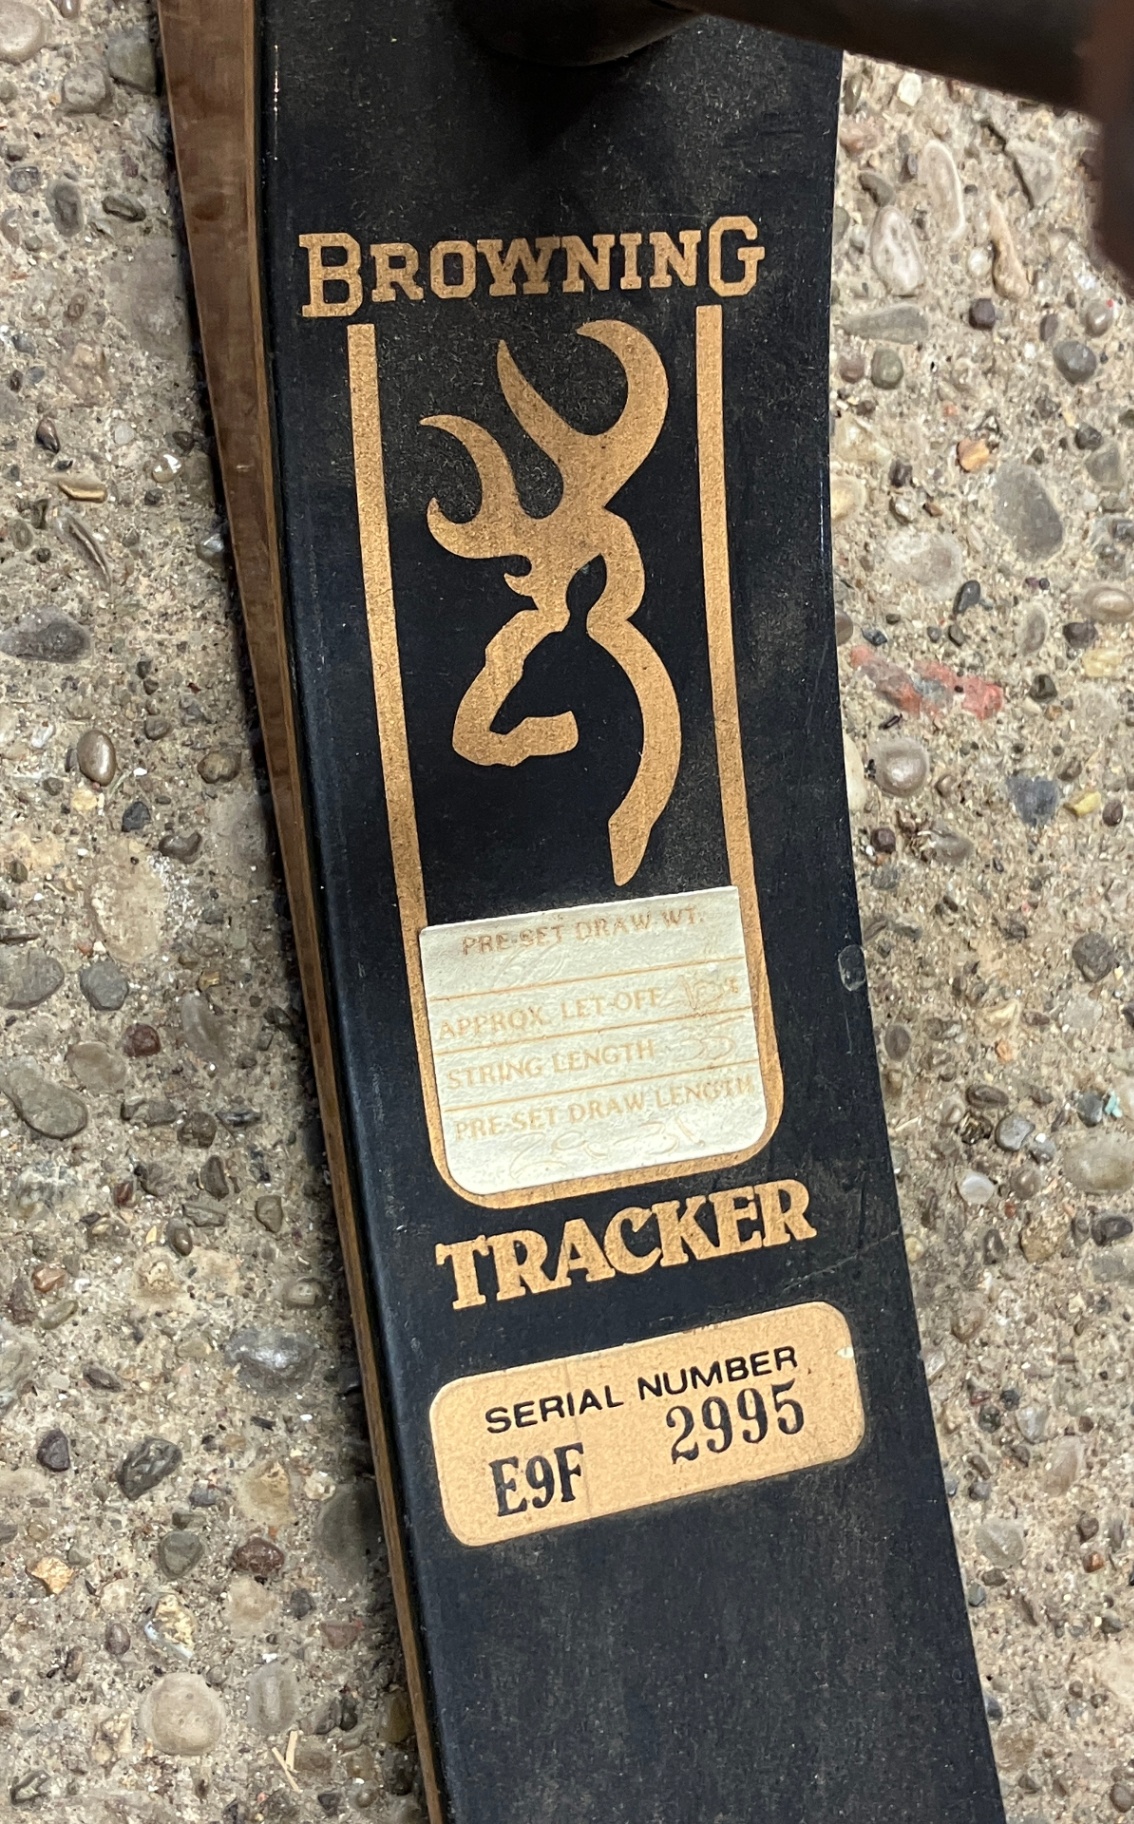 BROWNING
PRE-SET DRAW WT.
APPROX. LET-OFF
STRING LENGTH
PRE-SET DRAW LENGTH
TRACKER
SERIAL NUMBER
E9F 2995